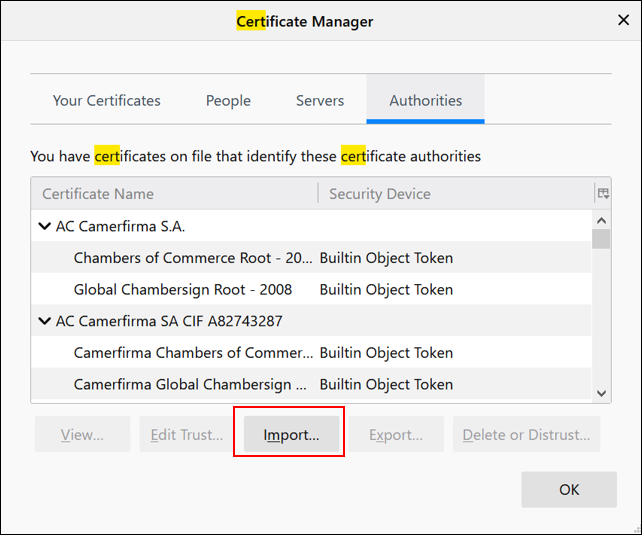 Certificate Manager
Your Certificates People Servers Authorities
You have certificates on file that identify these certificate authorities
Certificate Name Security Device
AC Camerfirma S.A.
Chambers of Commerce Root - 20... Builtin Object Token
Global Chambersign Root - 2008 Builtin Object Token
AC Camerfirma SA CIF A82743287
Camerfirma Chambers of Commer... Builtin Object Token
Camerfirma Global Chambersign ... Builtin Object Token
View... Edit Trust... Import... Export... Delete or Distrust...
OK